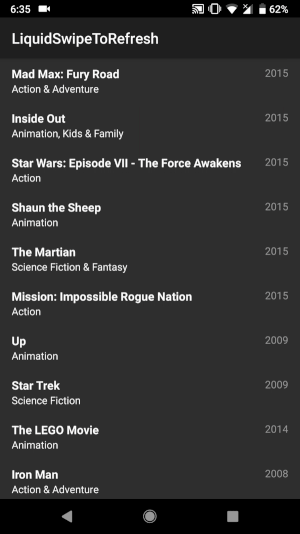 6:35 62%
LiquidSwipeToRefresh
Mad Max: Fury Road 2015
Action & Adventure
Inside Out 2015
Animation, Kids & Family
Star Wars: Episode VII - The Force Awakens 2015
Action
Shaun the Sheep 2015
Animation
The Martian 2015
Science Fiction & Fantasy
Mission: Impossible Rogue Nation 2015
Action
Up 2009
Animation
Star Trek 2009
Science Fiction
The LEGO Movie 2014
Animation
Iron Man 2008
Action & Adventure